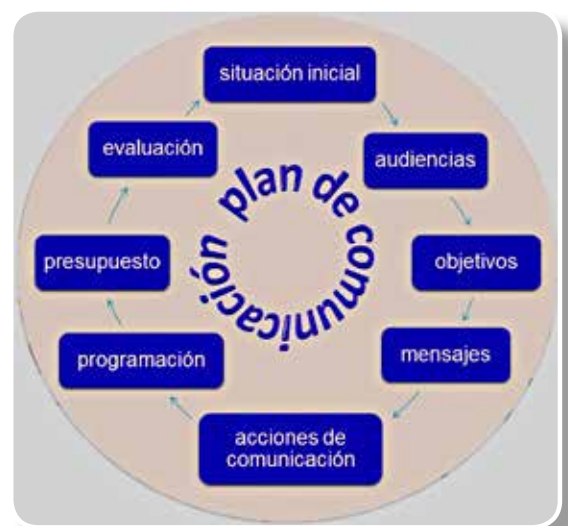 situación inicial
audiencias
objetivos
mensajes
acciones de
comunicación
programación
presupuesto
evaluación
plan de comunicación